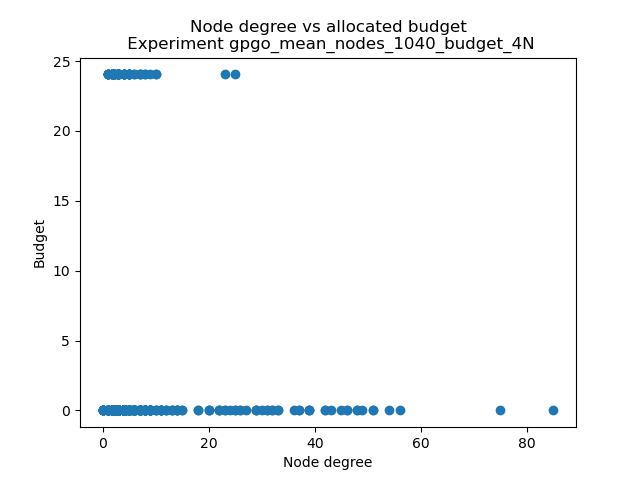 Node degree vs allocated budget
Experiment gpgo_mean_nodes_1040_budget_4N
25
20
15
10
5
0
Budget
0 20 40 60 80
Node degree